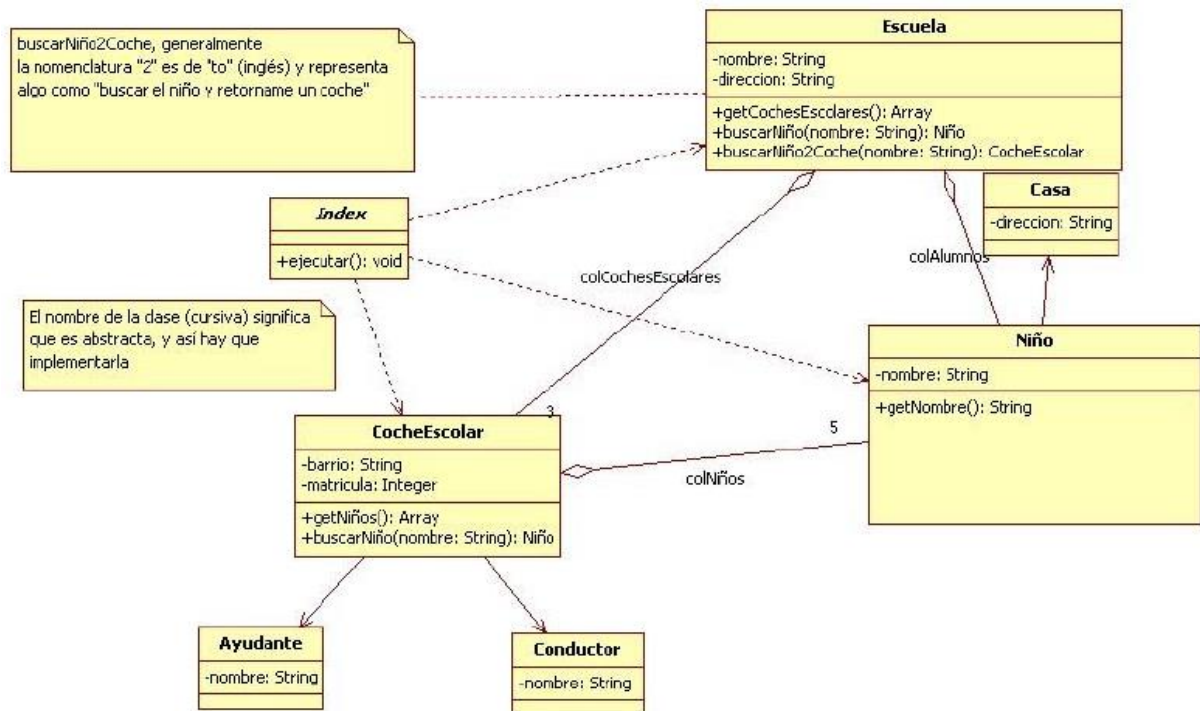 buscarNiño2Coche, generalmente
la nomenclatura "2" es de "to" (inglés) y representa
algo como "buscar el niño y retorname un coche"
Escuela
-nombre: String
-direccion: String
+getCochesEscolares(): Array
+buscarNiño(nombre: String): Niño
+buscarNiño2Coche(nombre: String): CocheEscolar
Casa
-direccion: String
Index
+ejecutar(): void
colCochesEscolares
colAlumnos
El nombre de la clase (cursiva) significa
que es abstracta, y así hay que
implementarla
Niño
-nombre: String
+getNombre(): String
3
5
CocheEscolar
-barrio: String
-matricula: Integer
+getNiños(): Array
+buscarNiño(nombre: String): Niño
colNiños
Ayudante
-nombre: String
Conductor
-nombre: String